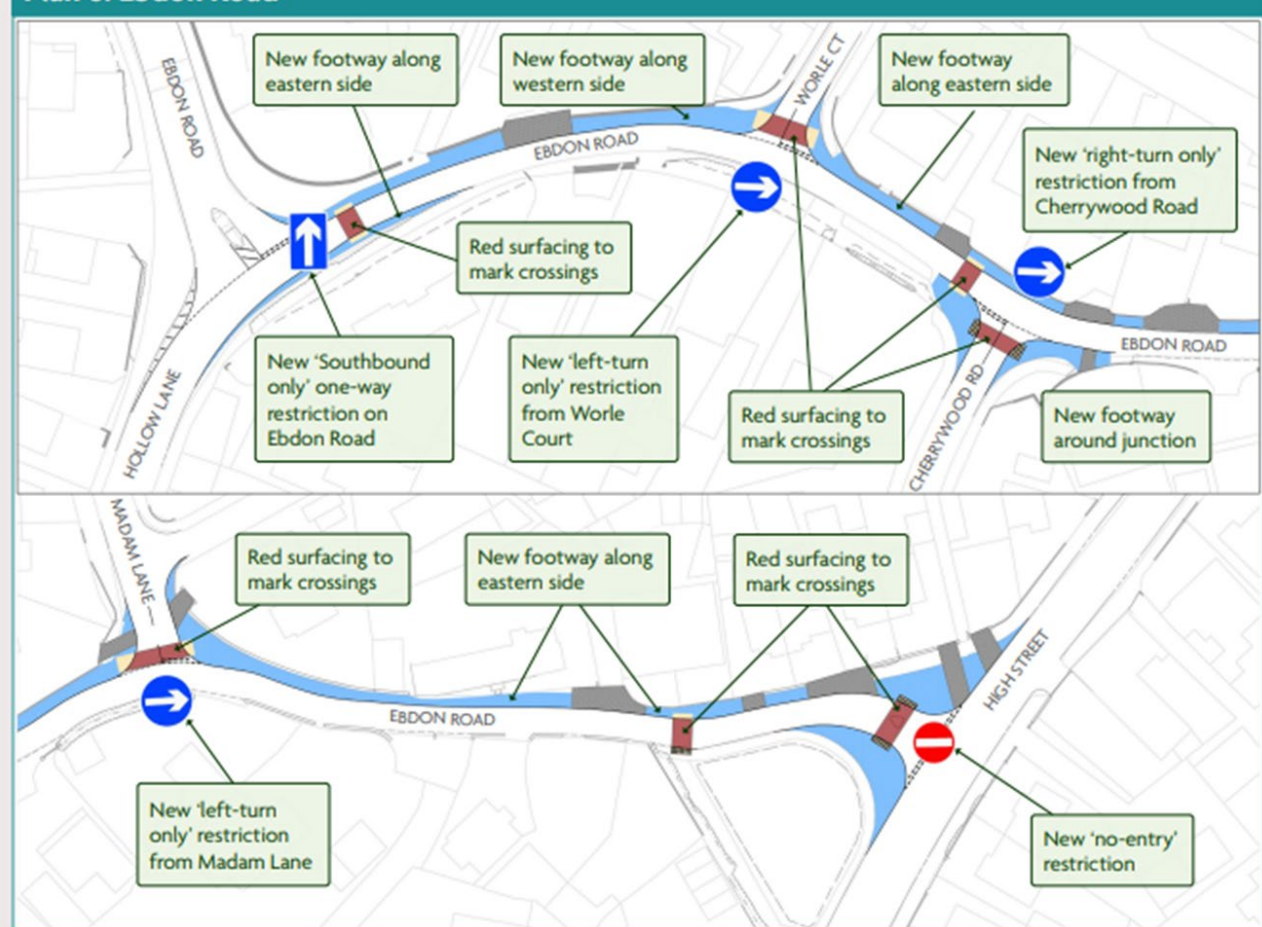 EBDON ROAD
New footway along
eastern side
New footway along
western side
WORLE CT
New footway
along eastern side
EBDON ROAD
New ‘right-turn only’
restriction from
Cherrywood Road
Red surfacing to
mark crossings
HOLLOW LANE
New ‘Southbound
only’ one-way
restriction on
Ebdon Road
New ‘left-turn
only’ restriction
from Worle
Court
Red surfacing to
mark crossings
CHERRYWOOD RD
EBDON ROAD
New footway
around junction
MADAM LANE
Red surfacing to
mark crossings
New footway along
eastern side
Red surfacing to
mark crossings
HIGH STREET
EBDON ROAD
New ‘left-turn
only’ restriction
from Madam Lane
New ‘no-entry’
restriction